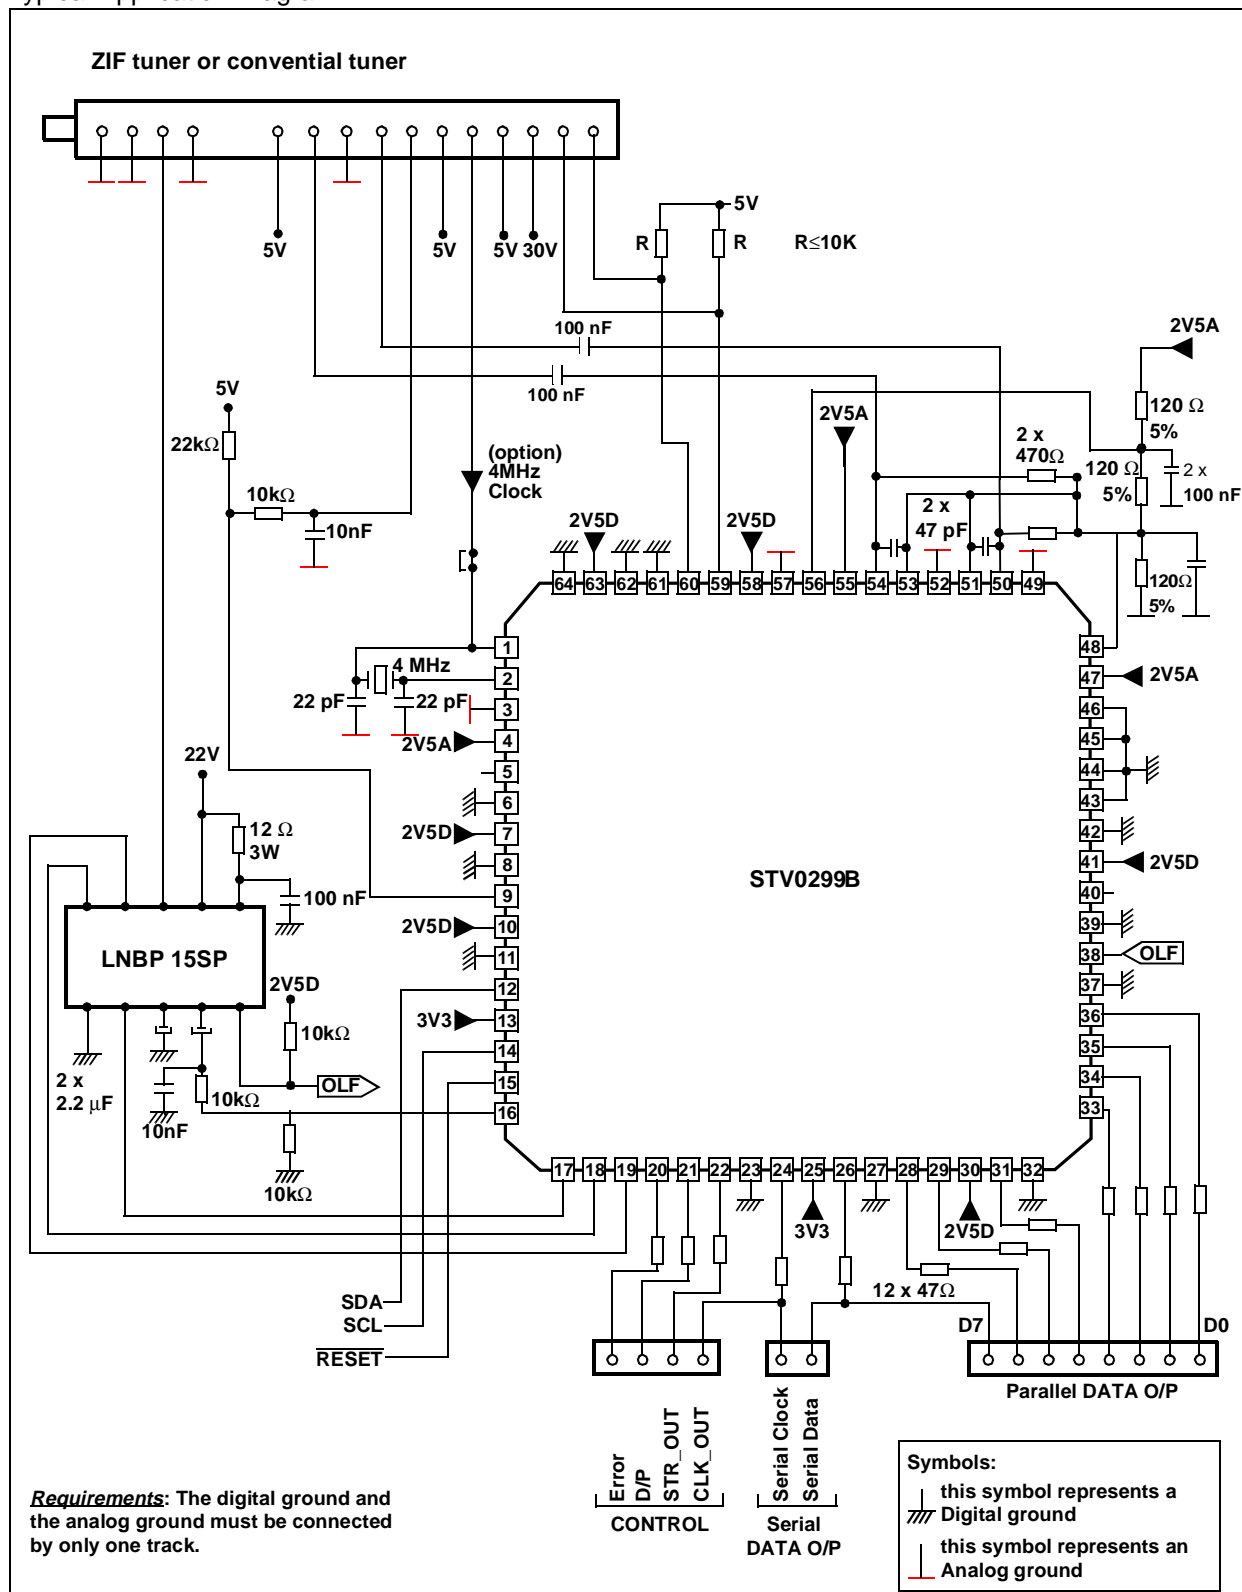 ZIF tuner or convential tuner
5V
R
R
R≤10K
5V
5V
5V 30V
100 nF
100 nF
2V5A
120 Ω
5%
5V
22kΩ
10kΩ
10nF
(option)
4MHz
Clock
2V5A
2 x
470Ω
120 Ω
5%
2 x
100 nF
2V5D
2V5D
2 x
47 pF
120Ω
5%
64 63 62 61 60 59 58 57 56 55 54 53 52 51 50 49
1
2
3
4
5
6
7
8
9
10
11
12
13
14
15
16
4 MHz
22 pF
22 pF
2V5A
22V
12 Ω
3W
2V5D
100 nF
2V5D
LNBP 15SP
2V5D
3V3
10kΩ
OLF
2 x
2.2 μF
10kΩ
10nF
10kΩ
STV0299B
48
47
46
45
44
43
42
41
40
39
38
37
36
35
34
33
2V5A
2V5D
OLF
17 18 19 20 21 22 23 24 25 26 27 28 29 30 31 32
3V3
2V5D
12 x 47Ω
SDA
SCL
RESET
D7
D0
Parallel DATA O/P
Error
D/P
STR_OUT
CLK_OUT
CONTROL
Serial Clock
Serial Data
Serial
DATA O/P
Requirements: The digital ground and
the analog ground must be connected
by only one track.
Symbols:
this symbol represents a
Digital ground
this symbol represents an
Analog ground